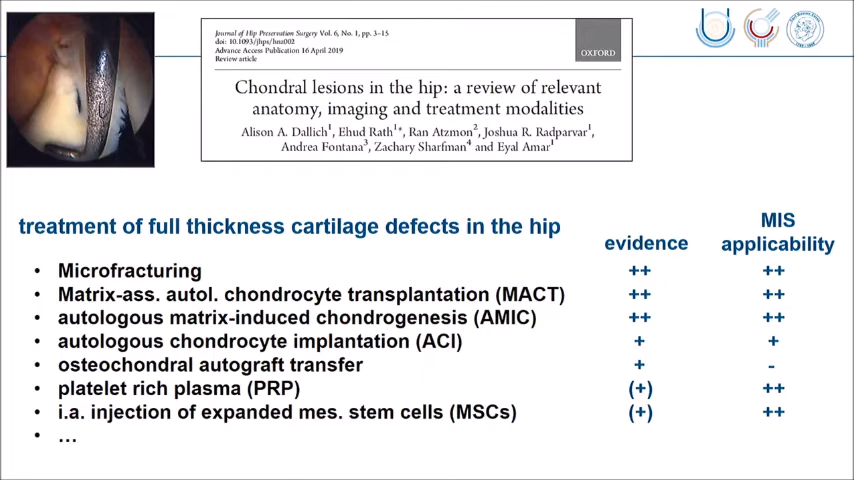 Journal of Hip Preservation Surgery Vol. 6, No. 1, pp. 3–15
doi: 10.1093/jhps/hnz002
Advance Access Publication 16 April 2019
Review article
OXFORD
Chondral lesions in the hip: a review of relevant
anatomy, imaging and treatment modalities
Alison A. Dallich1, Ehud Rath1*, Ran Atzmon2, Joshua R. Radparvar1,
Andrea Fontana3, Zachary Sharfman4 and Eyal Amar1
treatment of full thickness cartilage defects in the hip
evidence
MIS
applicability
• Microfracturing ++ ++
• Matrix-ass. autol. chondrocyte transplantation (MACT) ++ ++
• autologous matrix-induced chondrogenesis (AMIC) ++ ++
• autologous chondrocyte implantation (ACI) + +
• osteochondral autograft transfer + -
• platelet rich plasma (PRP) (+) ++
• i.a. injection of expanded mes. stem cells (MSCs) (+) ++
• …